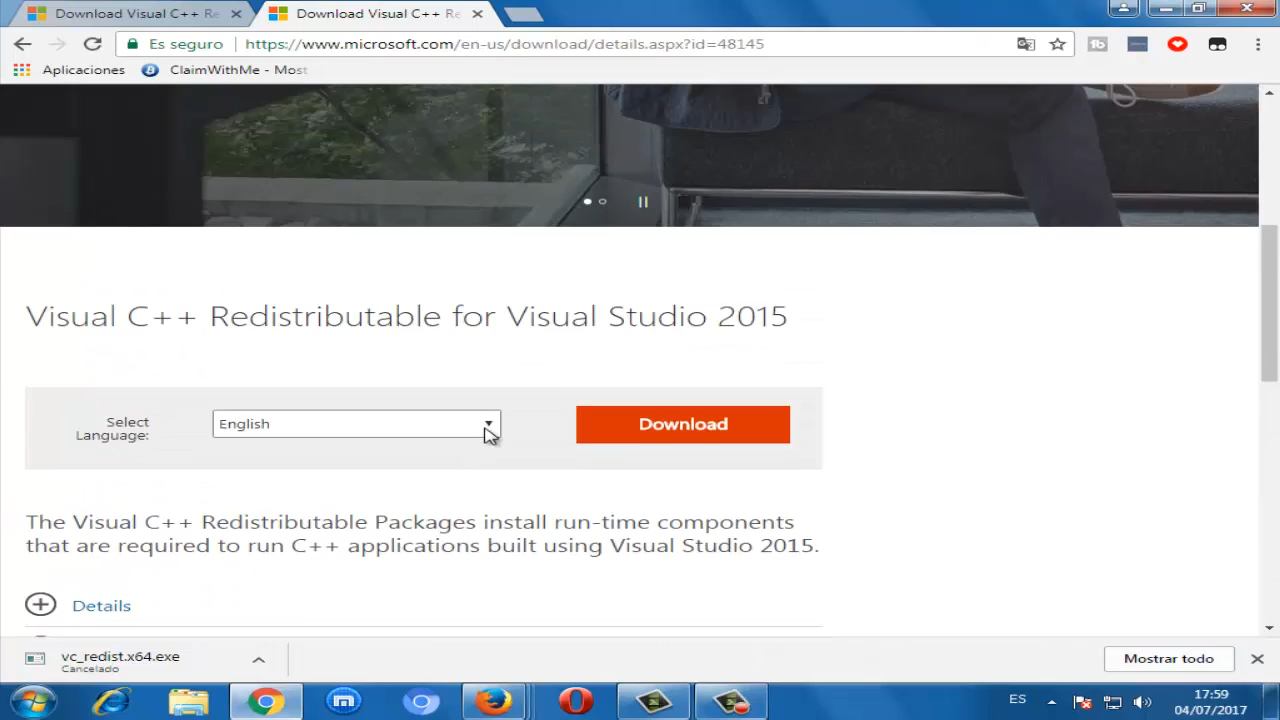 Download Visual C++ Re
Download Visual C++ Re
Es seguro
https://www.microsoft.com/en-us/download/details.aspx?id=48145
Aplicaciones
ClaimWithMe - Most
Visual C++ Redistributable for Visual Studio 2015
Select
Language:
English
Download
The Visual C++ Redistributable Packages install run-time components
that are required to run C++ applications built using Visual Studio 2015.
Details
vc_redist.x64.exe
Cancelado
Mostrar todo
ES
17:59
04/07/2017